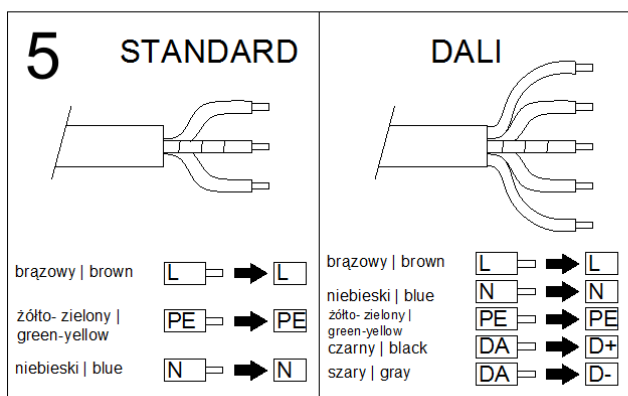 5 STANDARD
brązowy | brown L L
żółto- zielony |
green-yellow PE PE
niebieski | blue N N
DALI
brązowy | brown L L
niebieski | blue N N
żółto- zielony |
green-yellow PE PE
czarny | black DA D+
szary | gray DA D-